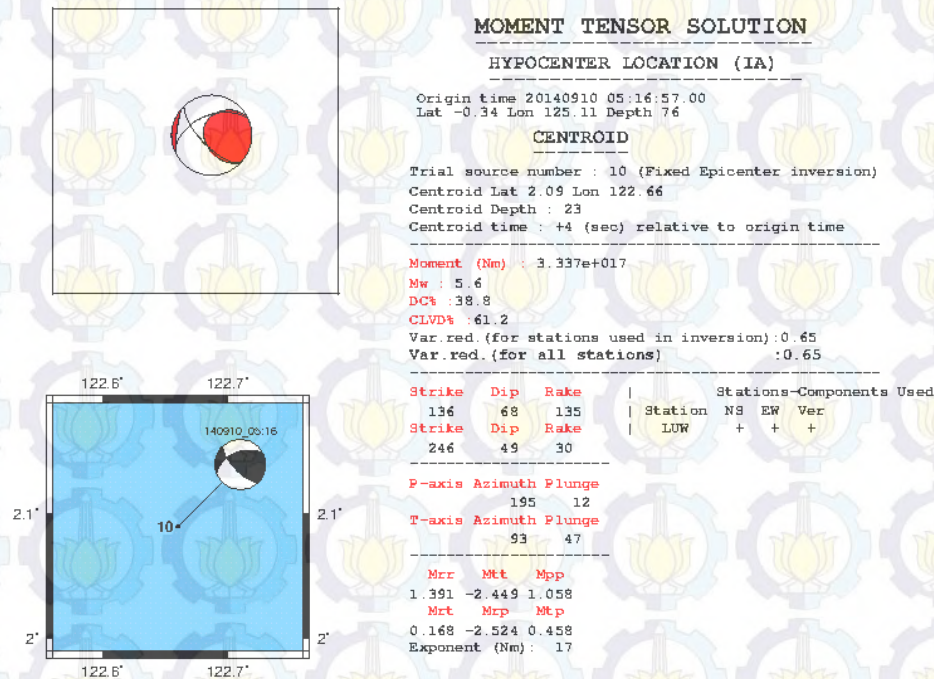 MOMENT TENSOR SOLUTION
HYPOCENTER LOCATION (IA)
Origin time 20140910 05:16:57.00
Lat -0.34 Lon 125.11 Depth 76
CENTROID
Trial source number : 10 (Fixed Epicenter inversion)
Centroid Lat 2.09 Lon 122.66
Centroid Depth : 23
Centroid time : +4 (sec) relative to origin time
Moment (Nm) : 3.337e+017
Mw : 5.6
DC% :38.8
CLVD% :61.2
Var.red.(for stations used in inversion):0.65
Var.red.(for all stations) :0.65
Strike Dip Rake | Stations-Components Used
136 68 135 | Station NS EW Ver
Strike Dip Rake | LUW + + +
246 49 30
P-axis Azimuth Plunge
195 12
T-axis Azimuth Plunge
93 47
Mrr Mtt Mpp
1.391 -2.449 1.058
Mrt Mrp Mtp
0.168 -2.524 0.458
Exponent (Nm): 17
122.6° 122.7°
140910_05:16
2.1° 2.1°
10
2° 2°
122.6° 122.7°